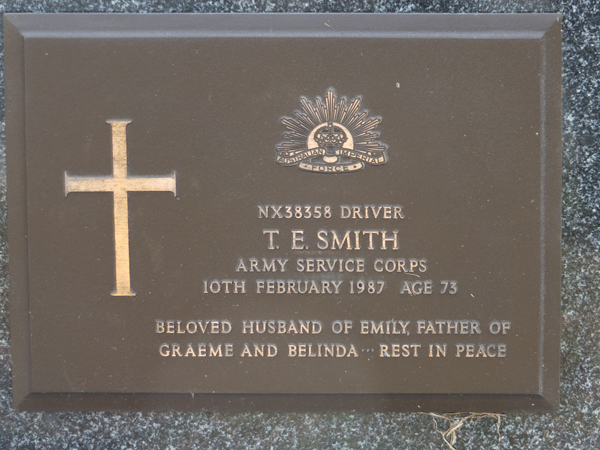 AUSTRALIAN IMPERIAL
FORCE
NX38358 DRIVER
T. E. SMITH
ARMY SERVICE CORPS
10TH FEBRUARY 1987 AGE 73
BELOVED HUSBAND OF EMILY, FATHER OF
GRAEME AND BELINDA ... REST IN PEACE